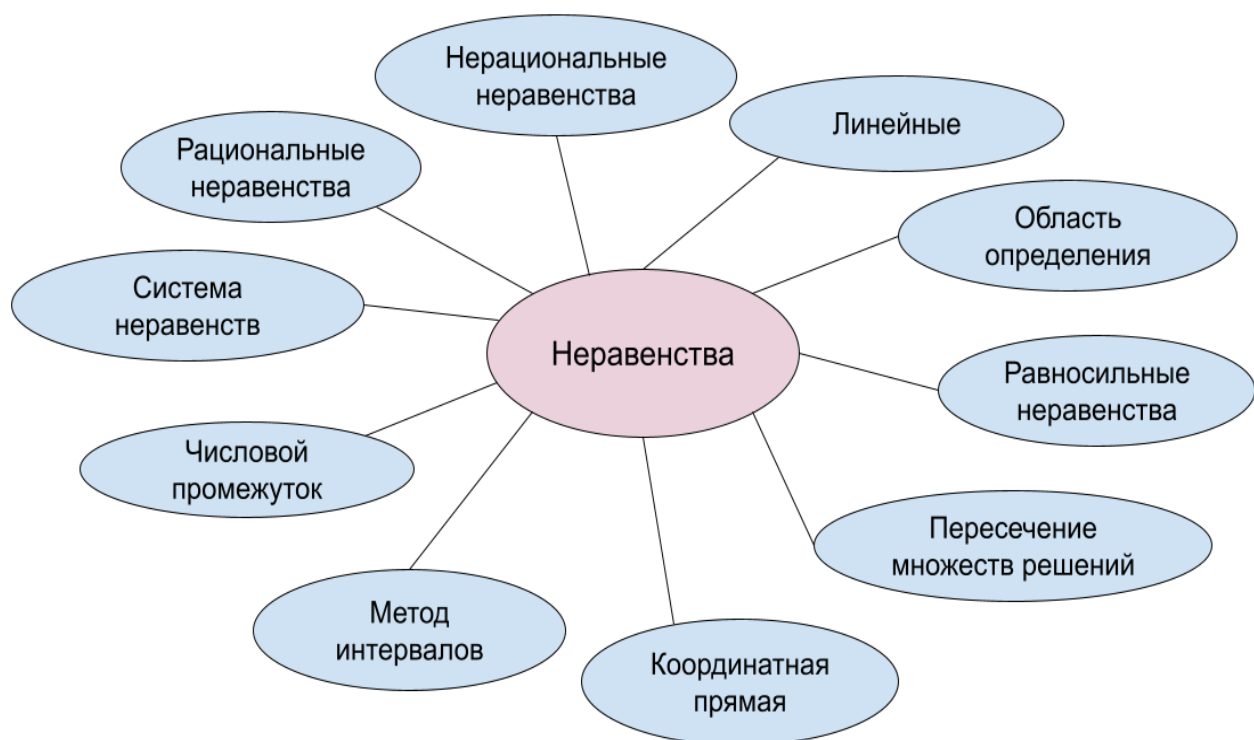 Нерациональные
неравенства
Линейные
Рациональные
неравенства
Область
определения
Система
неравенств
Неравенства
Равносильные
неравенства
Числовой
промежуток
Пересечение
множеств решений
Метод
интервалов
Координатная
прямая